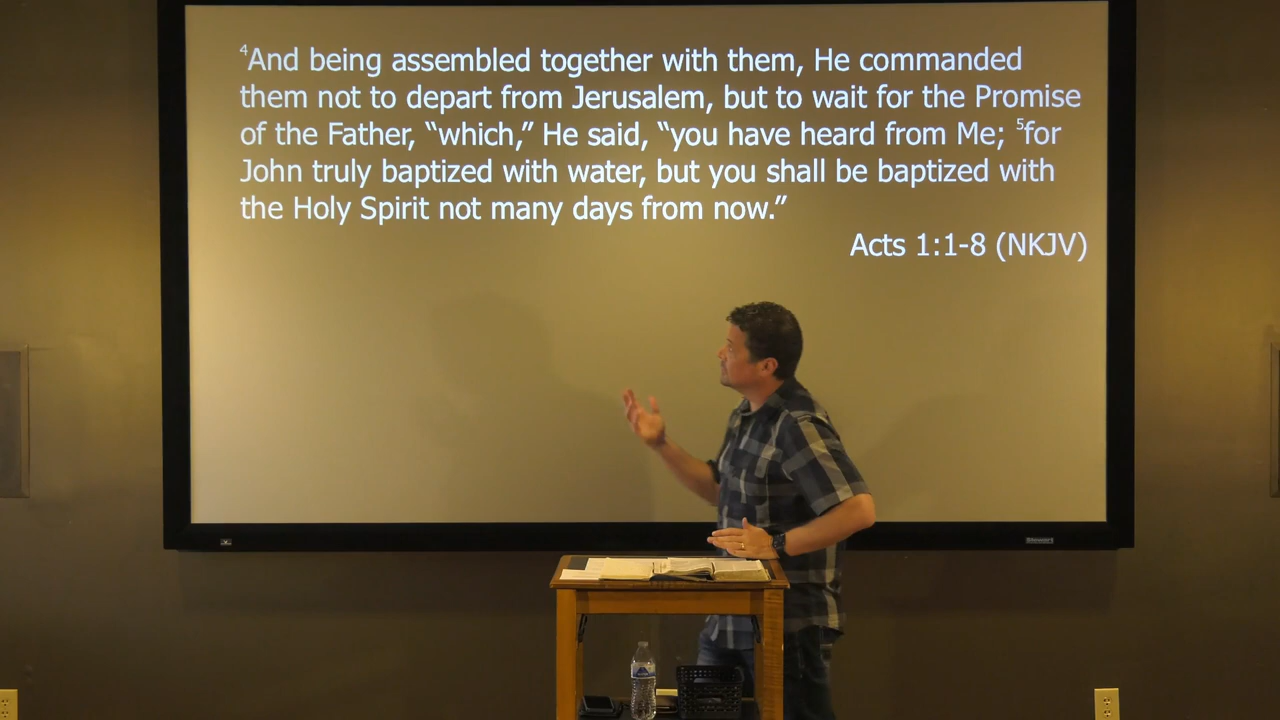 ⁴And being assembled together with them, He commanded
them not to depart from Jerusalem, but to wait for the Promise
of the Father, “which,” He said, “you have heard from Me; ⁵for
John truly baptized with water, but you shall be baptized with
the Holy Spirit not many days from now.”
Acts 1:1-8 (NKJV)